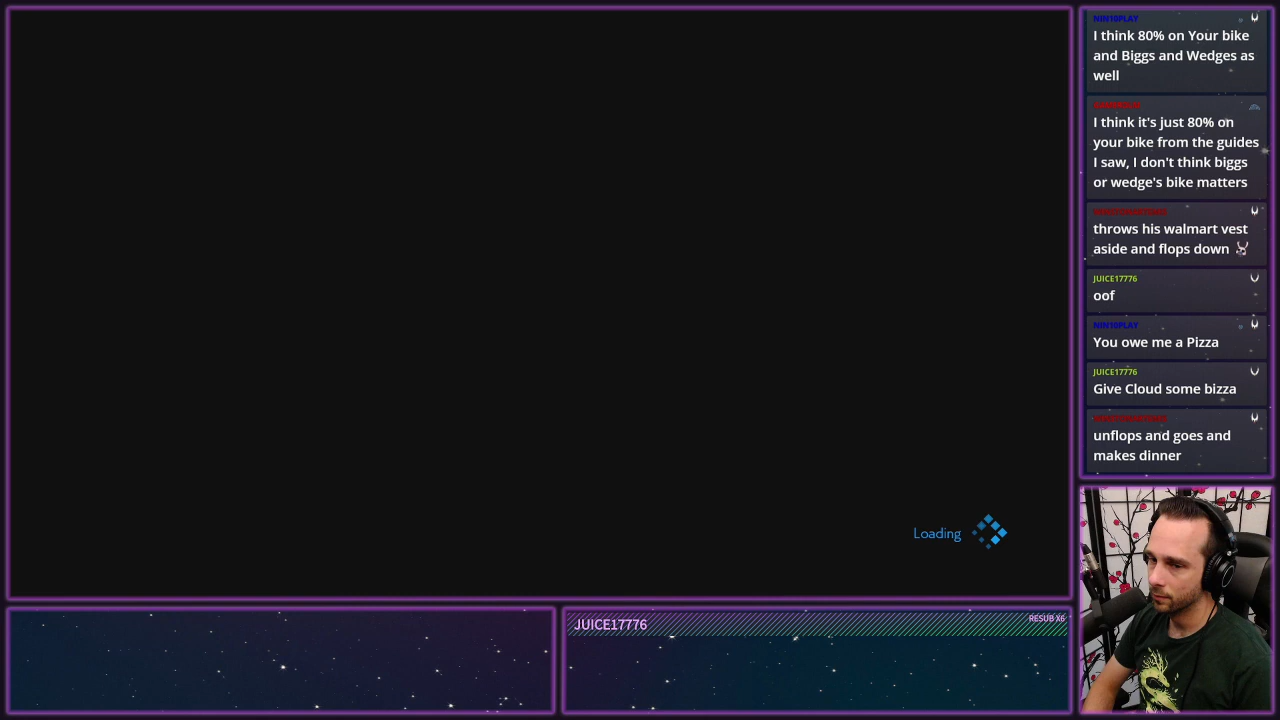 NIN10PLAY
I think 80% on Your bike
and Biggs and Wedges as
well
I think it's just 80% on
your bike from the guides
I saw, I don't think biggs
or wedge's bike matters
throws his walmart vest
aside and flops down
JUICE17776
oof
NIN10PLAY
You owe me a Pizza
JUICE17776
Give Cloud some bizza
unflops and goes and
makes dinner
Loading
JUICE17776
RESUB X6